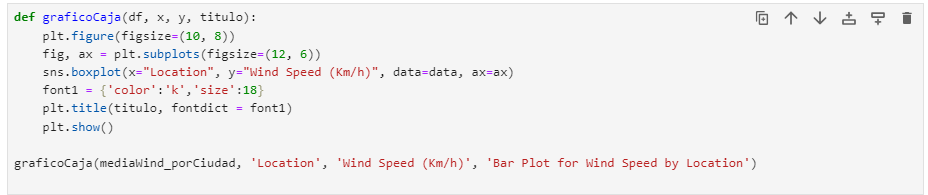 def graficoCaja(df, x, y, titulo):
    plt.figure(figsize=(10, 8))
    fig, ax = plt.subplots(figsize=(12, 6))
    sns.boxplot(x="Location", y="Wind Speed (Km/h)", data=data, ax=ax)
    font1 = {'color':'k','size':18}
    plt.title(titulo, fontdict = font1)
    plt.show()

graficoCaja(mediaWind_porCiudad, 'Location', 'Wind Speed (Km/h)', 'Bar Plot for Wind Speed by Location')